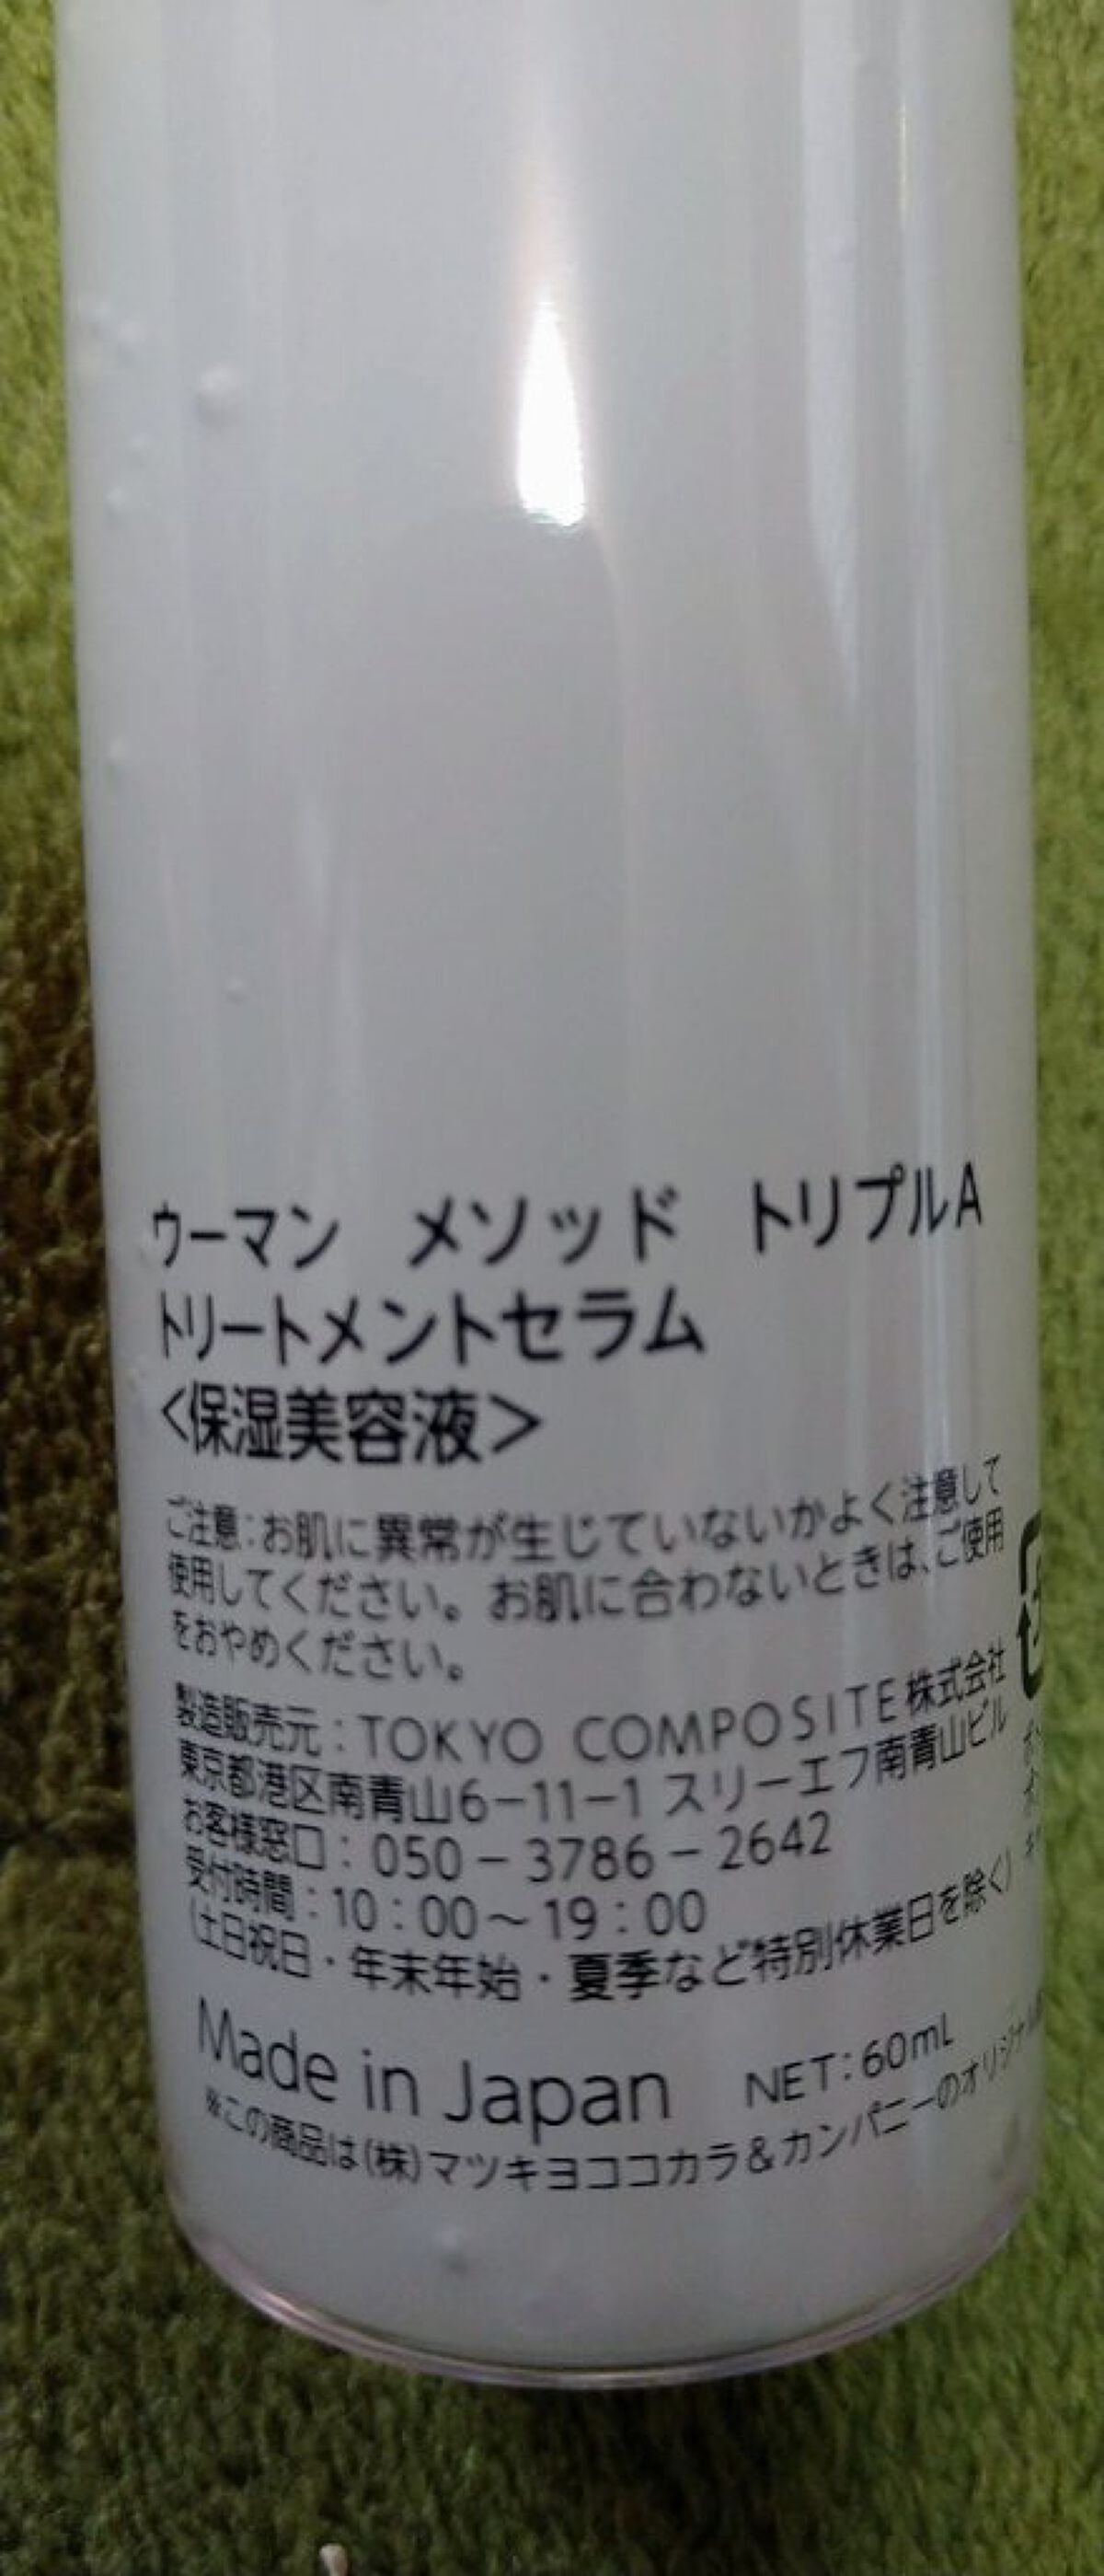 ウーマン　メソッド　トリプルA
トリートメントセラム
<保湿美容液>
ご注意:お肌に異常が生じていないかよく注意して
使用してください。お肌に合わないときは、ご使用
をおやめください。
製造販売元:TOKYO COMPOSITE株式会社
東京都港区南青山6-11-1 スリーエフ南青山ビル
お客様窓口:050-3786-2642
受付時間:10:00~19:00
(土日祝日・年末年始・夏季など特別休業日を除く)
Made in Japan NET:60mL
※この商品は(株)マツキヨココカラ&カンパニーのオリジナル